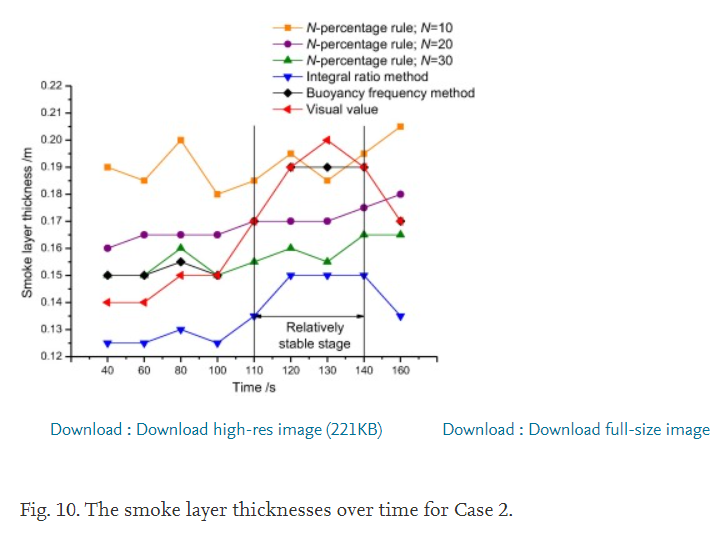 N-percentage rule; N=10
N-percentage rule; N=20
N-percentage rule; N=30
Integral ratio method
Buoyancy frequency method
Visual value
0.22
0.21
0.20
0.19
0.18
0.17
0.16
0.15
0.14
0.13
0.12
Smoke layer thickness /m
Relatively
stable stage
40 60 80 100 110 120 130 140 160
Time /s
Download : Download high-res image (221KB) Download : Download full-size image
Fig. 10. The smoke layer thicknesses over time for Case 2.